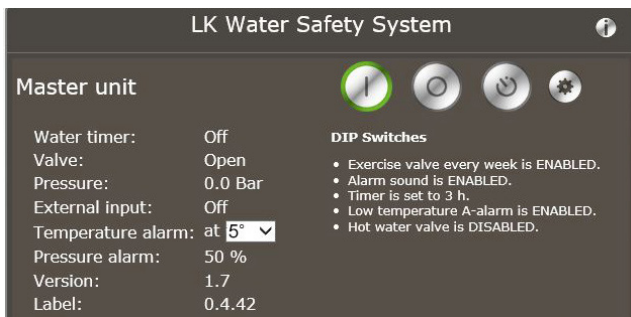 LK Water Safety System
Master unit
Water timer: Off
Valve: Open
Pressure: 0.0 Bar
External input: Off
Temperature alarm: at 5°
Pressure alarm: 50 %
Version: 1.7
Label: 0.4.42
DIP Switches
• Exercise valve every week is ENABLED.
• Alarm sound is ENABLED.
• Timer is set to 3 h.
• Low temperature A-alarm is ENABLED.
• Hot water valve is DISABLED.